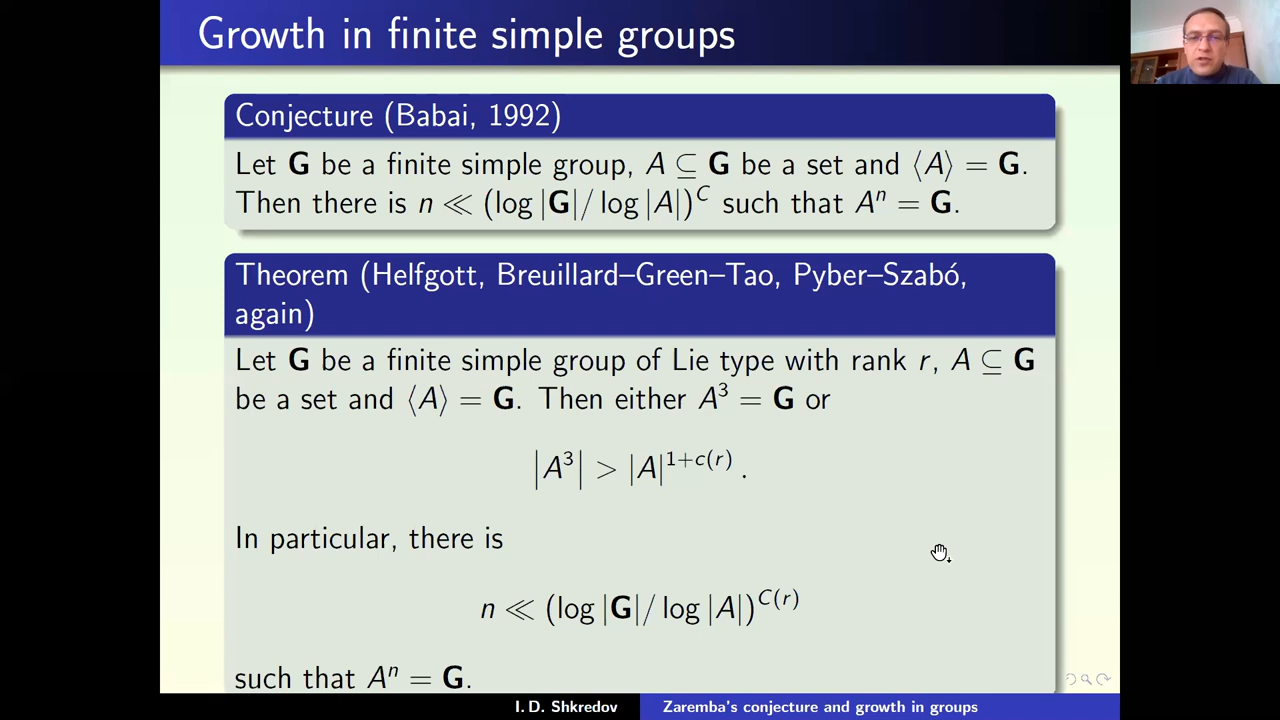 Growth in finite simple groups
Conjecture (Babai, 1992)
Let G be a finite simple group, A ⊆ G be a set and ⟨A⟩ = G.
Then there is n ≪ (log |G|/ log |A|)^C such that A^n = G.
Theorem (Helfgott, Breuillard–Green–Tao, Pyber–Szabó,
again)
Let G be a finite simple group of Lie type with rank r, A ⊆ G
be a set and ⟨A⟩ = G. Then either A^3 = G or
|A^3| > |A|^{1+c(r)} .
In particular, there is
n ≪ (log |G|/ log |A|)^{C(r)}
such that A^n = G.
I. D. Shkredov Zaremba's conjecture and growth in groups